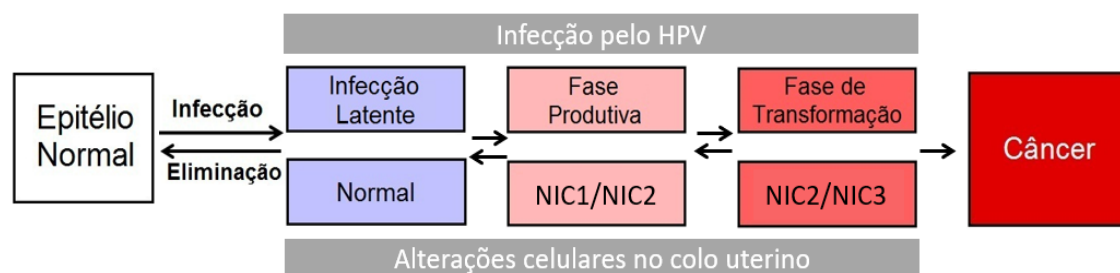 Infecção pelo HPV
Epitélio
Normal
Infecção
Eliminação
Infecção
Latente
Normal
Fase
Produtiva
NIC1/NIC2
Fase de
Transformação
NIC2/NIC3
Câncer
Alterações celulares no colo uterino